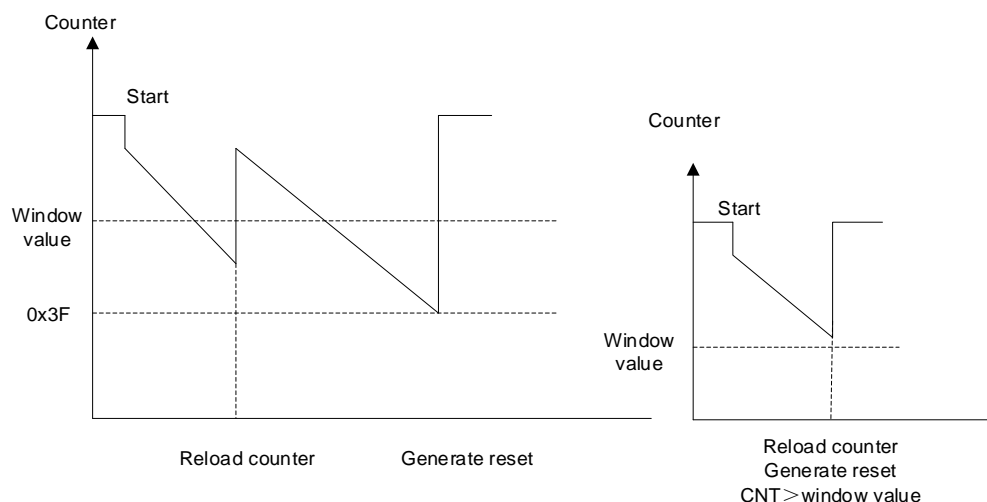 Counter
Start
Window
value
0x3F
Reload counter
Generate reset
Counter
Start
Window
value
Reload counter
Generate reset
CNT＞window value